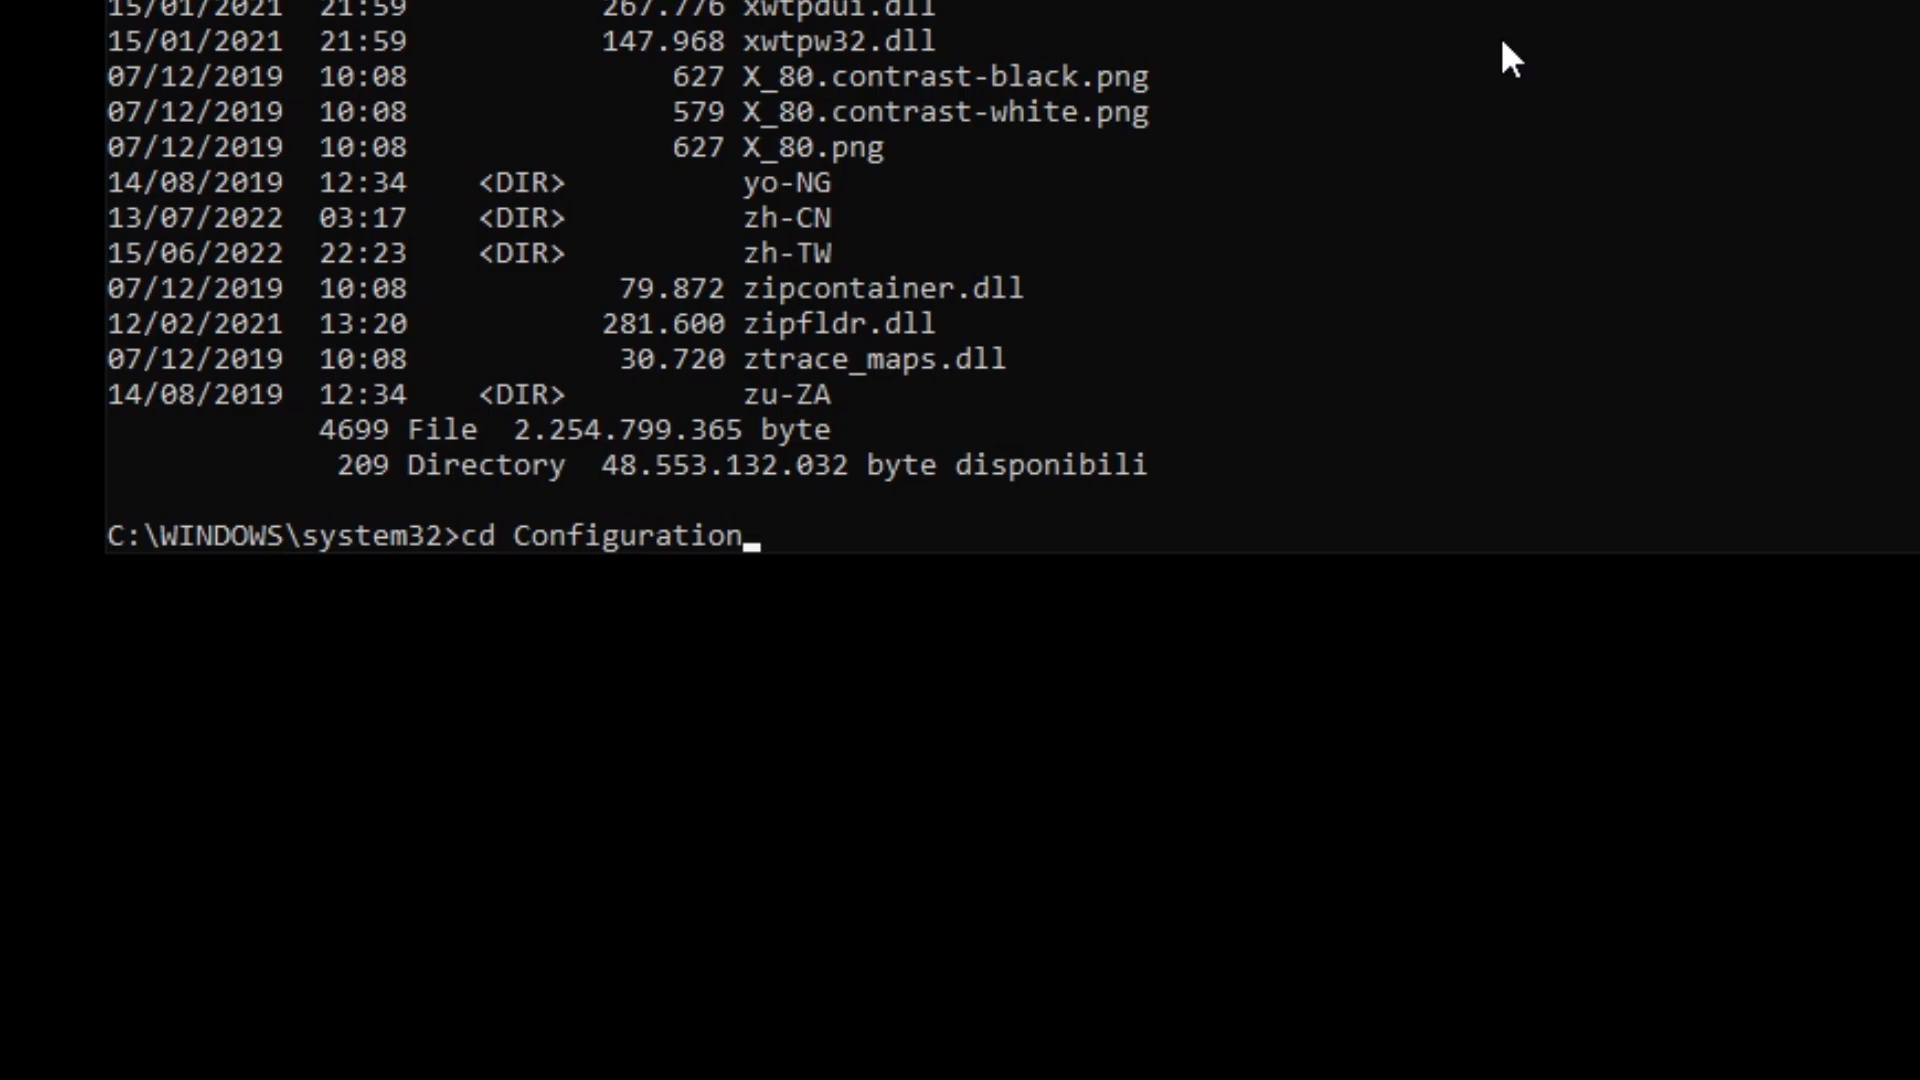 15/01/2021  21:59           267.776 xwtpdui.dll
15/01/2021  21:59           147.968 xwtpw32.dll
07/12/2019  10:08               627 X_80.contrast-black.png
07/12/2019  10:08               579 X_80.contrast-white.png
07/12/2019  10:08               627 X_80.png
14/08/2019  12:34    <DIR>          yo-NG
13/07/2022  03:17    <DIR>          zh-CN
15/06/2022  22:23    <DIR>          zh-TW
07/12/2019  10:08            79.872 zipcontainer.dll
12/02/2021  13:20           281.600 zipfldr.dll
07/12/2019  10:08            30.720 ztrace_maps.dll
14/08/2019  12:34    <DIR>          zu-ZA
            4699 File  2.254.799.365 byte
             209 Directory  48.553.132.032 byte disponibili
C:\WINDOWS\system32>cd Configuration